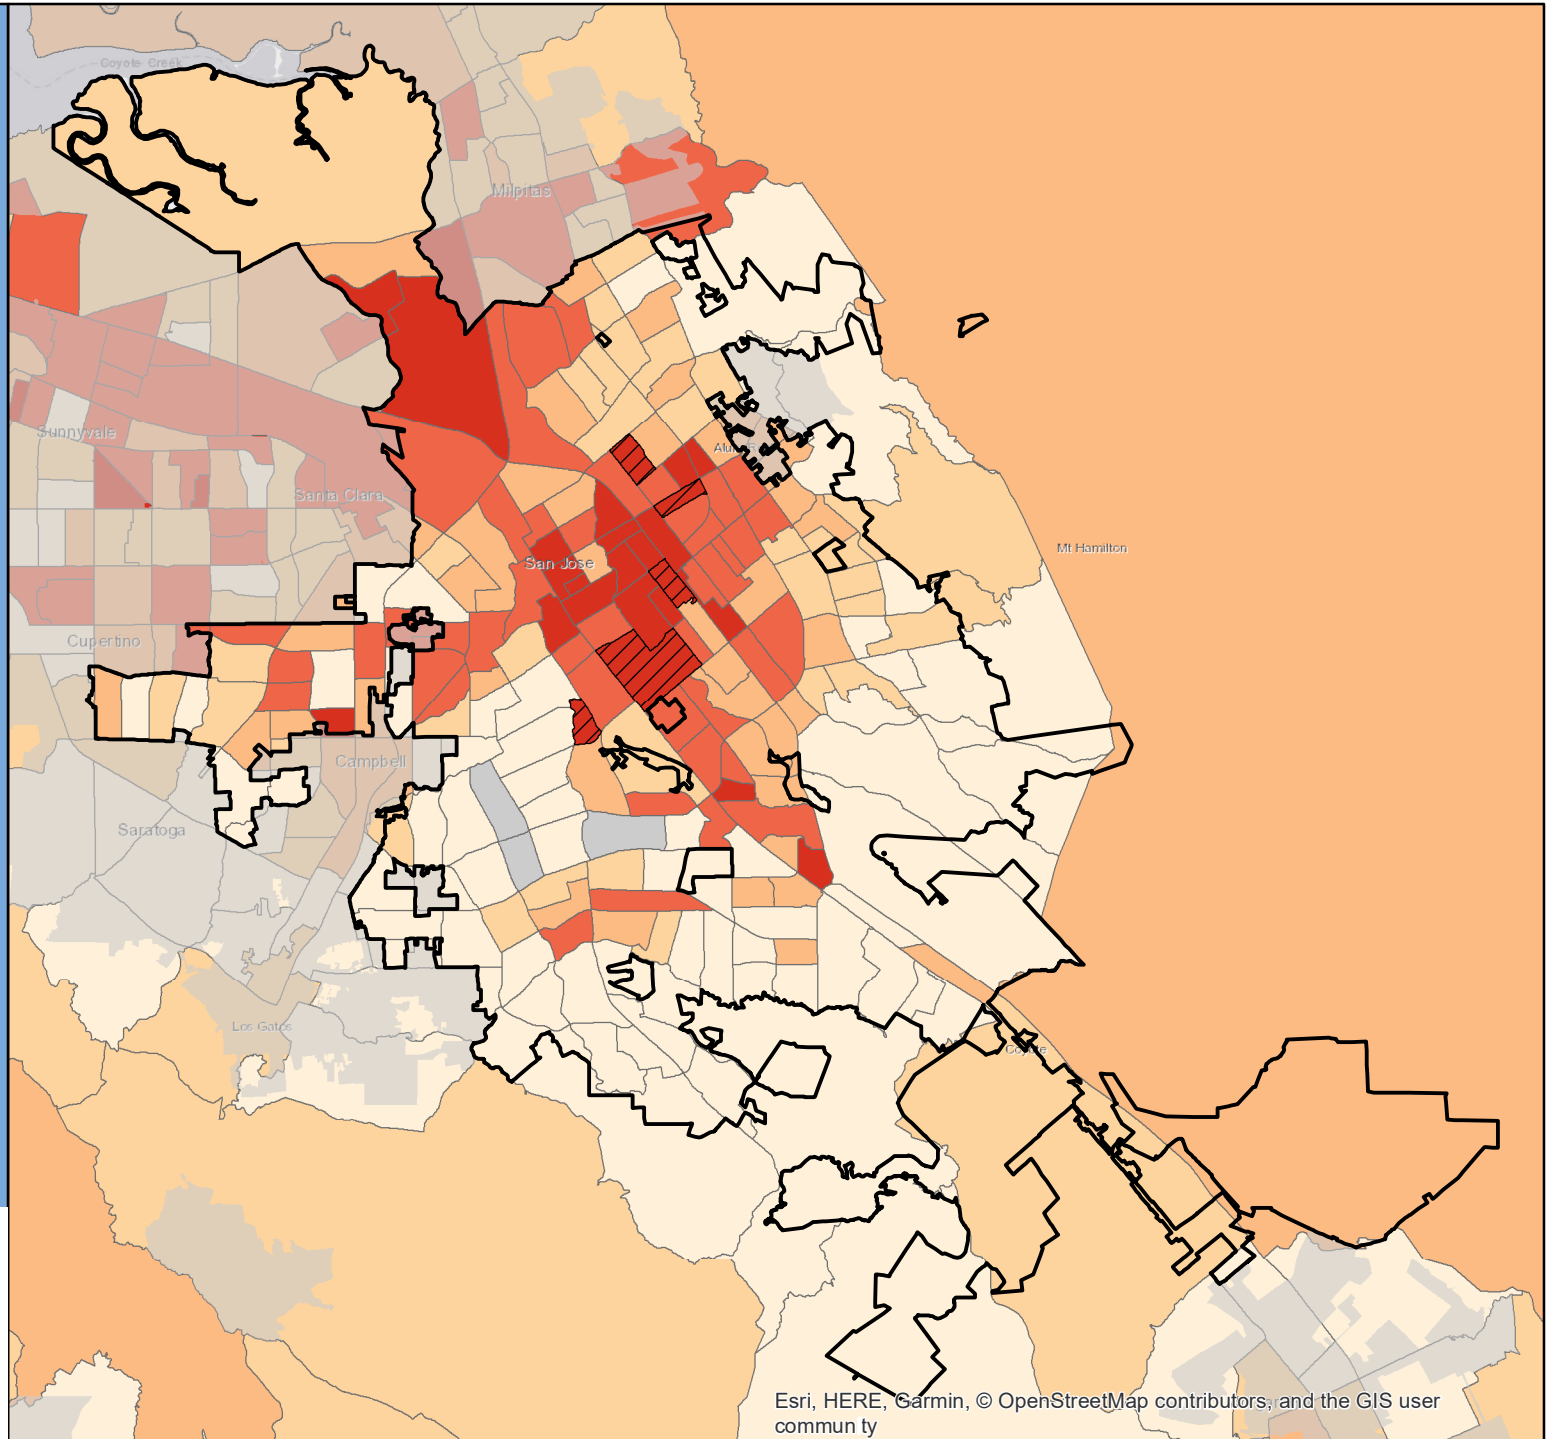 Coyote Creek
Milpitas
Sunnyvale
Santa Clara
San Jose
Mt Hamilton
Cupertino
Campbell
Saratoga
Los Gatos
Coyote
Esri, HERE, Garmin, © OpenStreetMap contributors, and the GIS user
commun ty